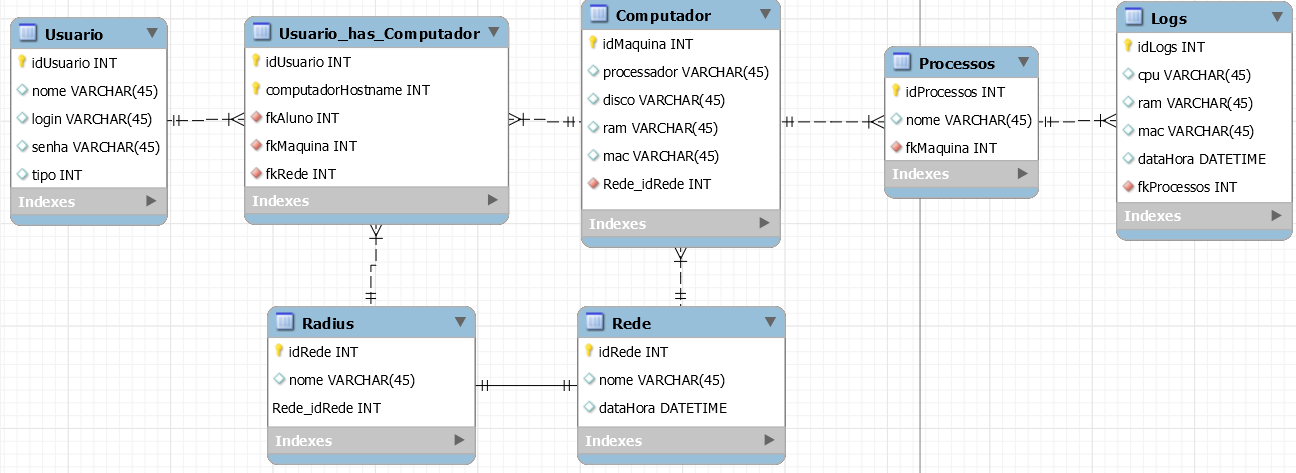 Usuario
idUsuario INT
nome VARCHAR(45)
login VARCHAR(45)
senha VARCHAR(45)
tipo INT
Indexes
Usuario_has_Computador
idUsuario INT
computadorHostname INT
fkAluno INT
fkMaquina INT
fkRede INT
Indexes
Computador
idMaquina INT
processador VARCHAR(45)
disco VARCHAR(45)
ram VARCHAR(45)
mac VARCHAR(45)
Rede_idRede INT
Indexes
Processos
idProcessos INT
nome VARCHAR(45)
fkMaquina INT
Indexes
Logs
idLogs INT
cpu VARCHAR(45)
ram VARCHAR(45)
mac VARCHAR(45)
dataHora DATETIME
fkProcessos INT
Indexes
Radius
idRede INT
nome VARCHAR(45)
Rede_idRede INT
Indexes
Rede
idRede INT
nome VARCHAR(45)
dataHora DATETIME
Indexes